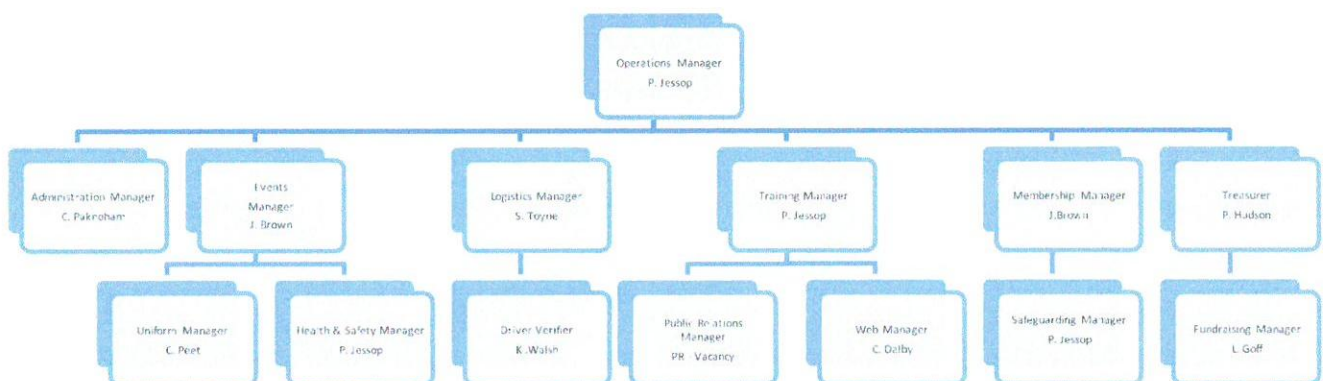 Operations Manager
P. Jessop
Administration Manager
C. Paknoham
Events
Manager
J. Brown
Logistics Manager
S. Toyne
Training Manager
P. Jessop
Membership Manager
J.Brown
Treasurer
P. Hudson
Uniform Manager
C. Peet
Health & Safety Manager
P. Jessop
Driver Verifier
K .Walsh
Public Relations
Manager
PR - Vacancy
Web Manager
C. Dalby
Safeguarding Manager
P. Jessop
Fundraising Manager
L. Goff